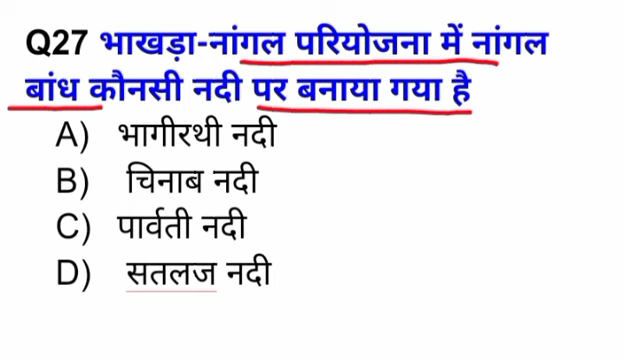 Q27 भाखड़ा-नांगल परियोजना में नांगल
बांध कौनसी नदी पर बनाया गया है
A) भागीरथी नदी
B) चिनाब नदी
C) पार्वती नदी
D) सतलज नदी